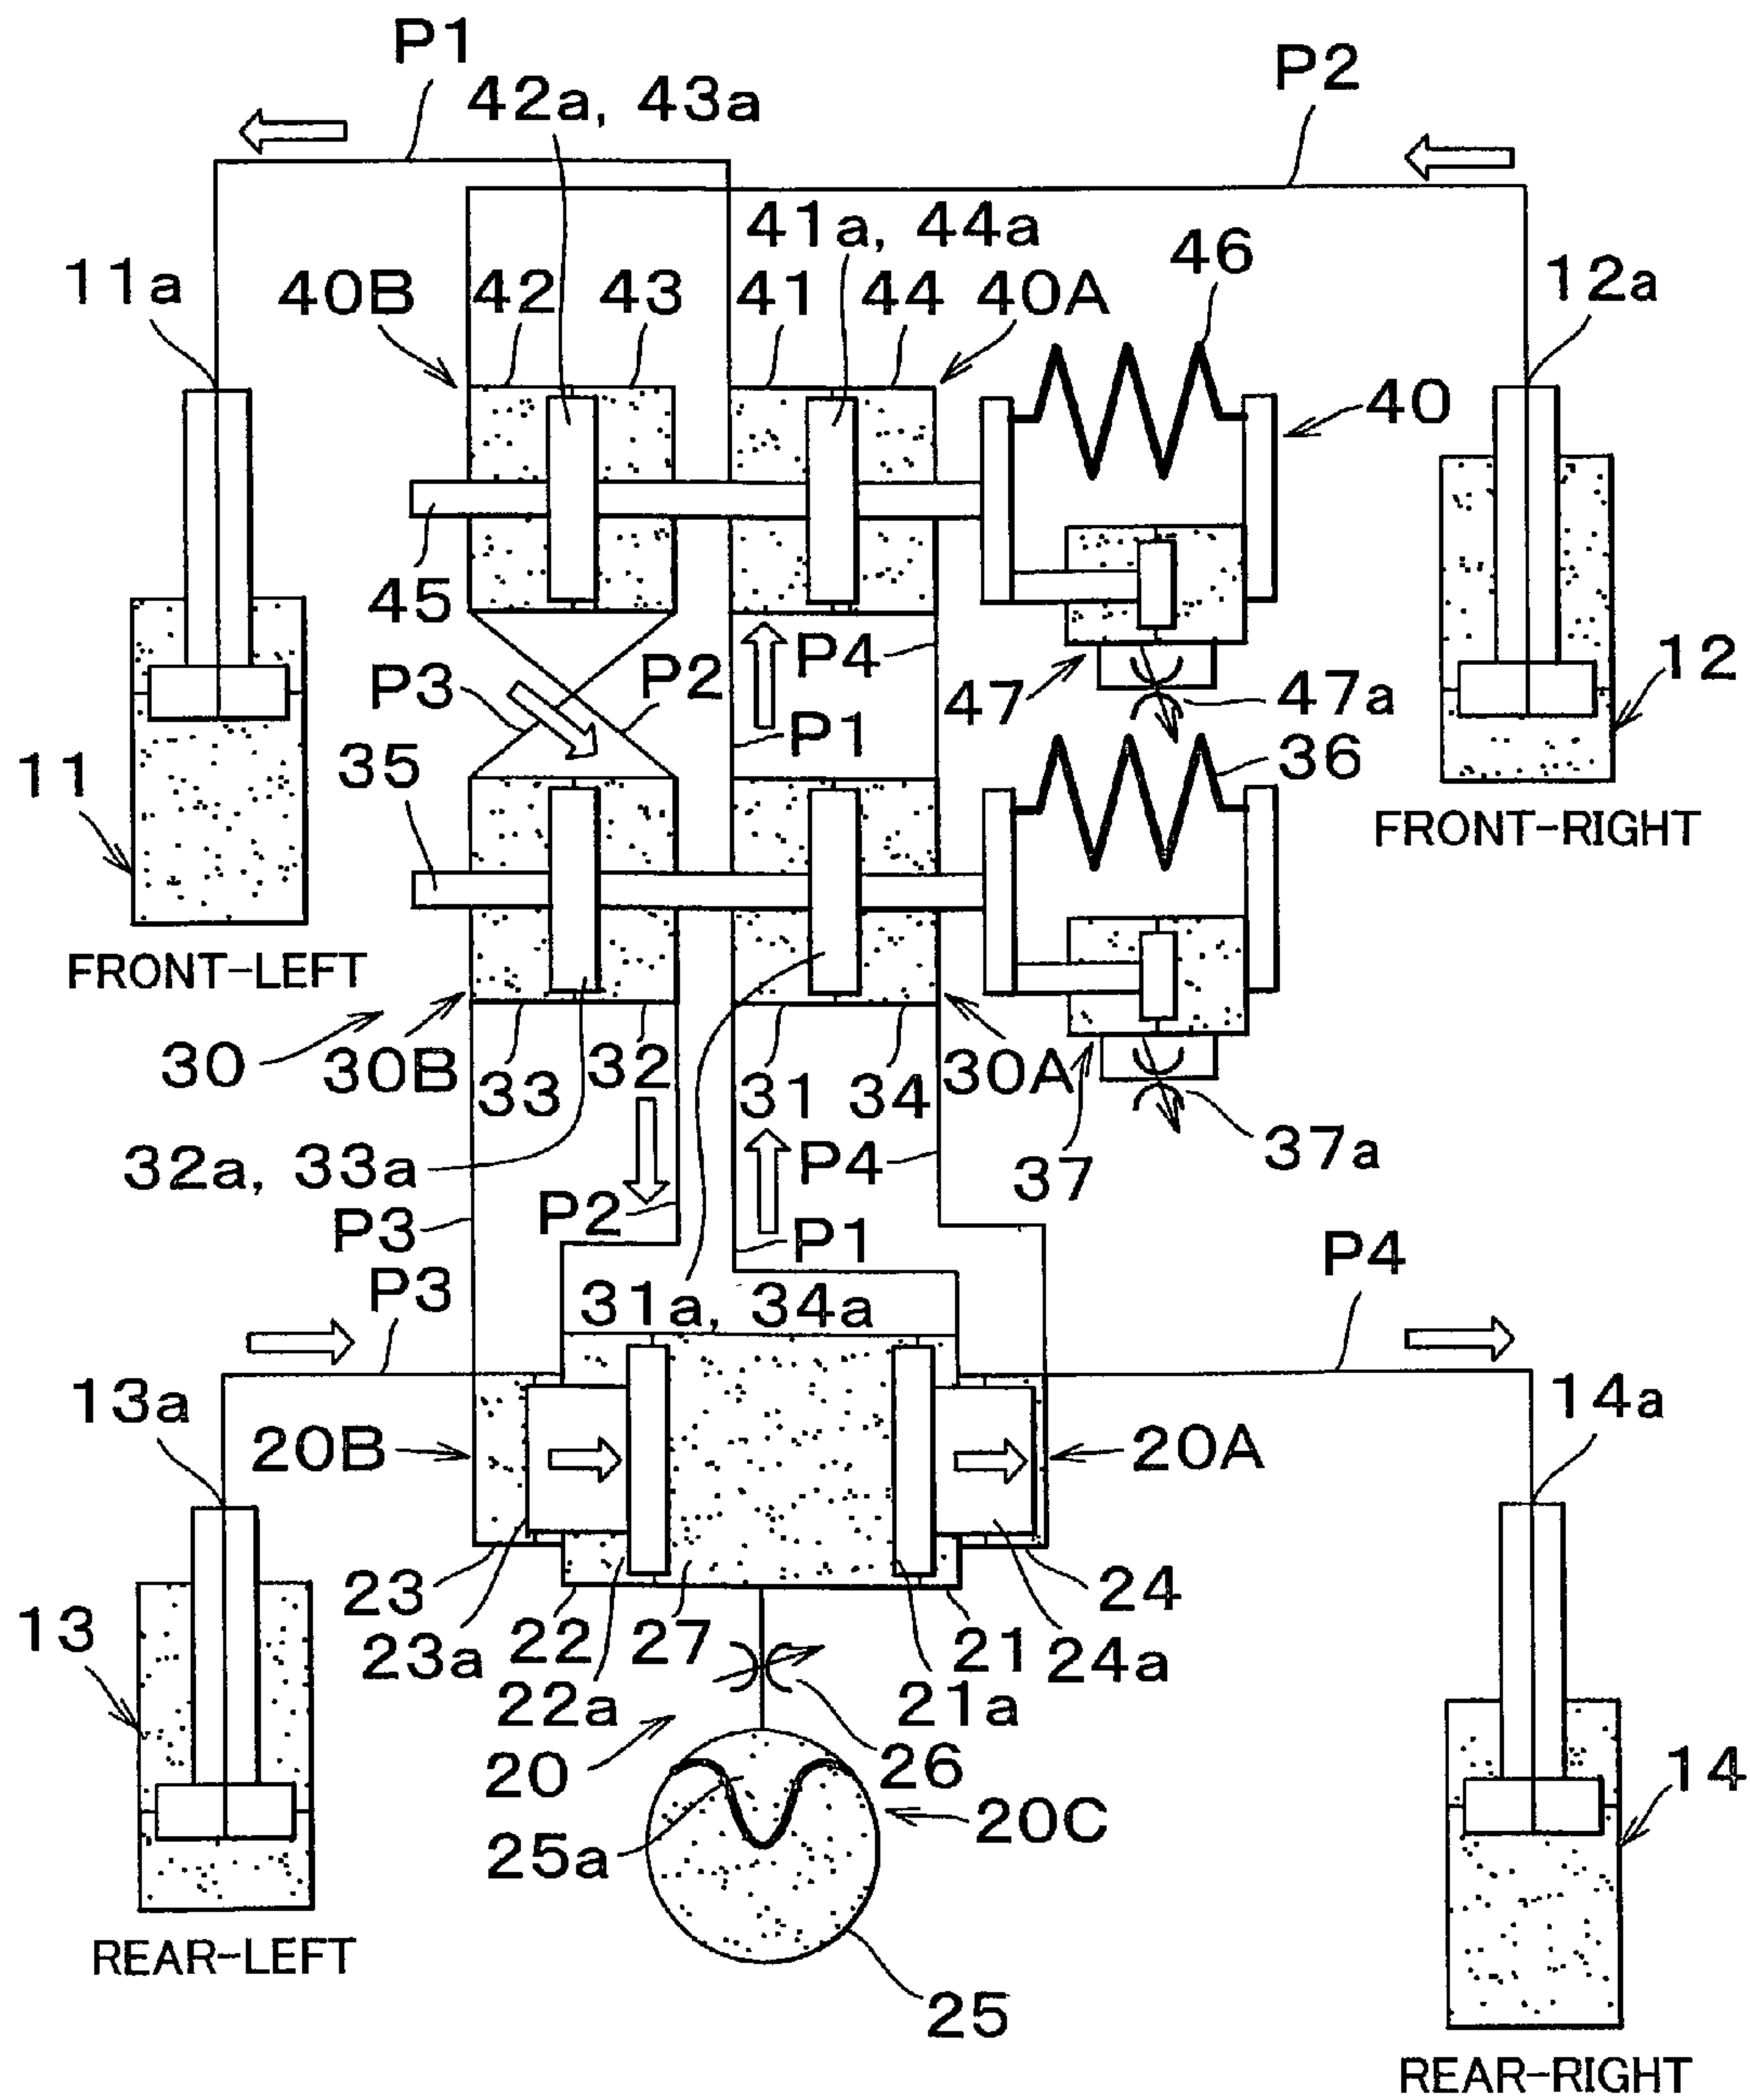 P1
P2
42a, 43a
41a, 44a
46
11a
40B
42
43
41
44
40A
12a
40
45
P3
P2
P4
47
47a
12
P1
11
35
36
FRONT-RIGHT
FRONT-LEFT
30
30B
33
32
31
34
30A
37
37a
32a, 33a
P4
P3
P2
P1
P3
31a, 34a
P4
13a
14a
20B
20A
23
24
13
23a
22
27
21
24a
22a
21a
20
26
14
25a
20C
REAR-LEFT
25
REAR-RIGHT